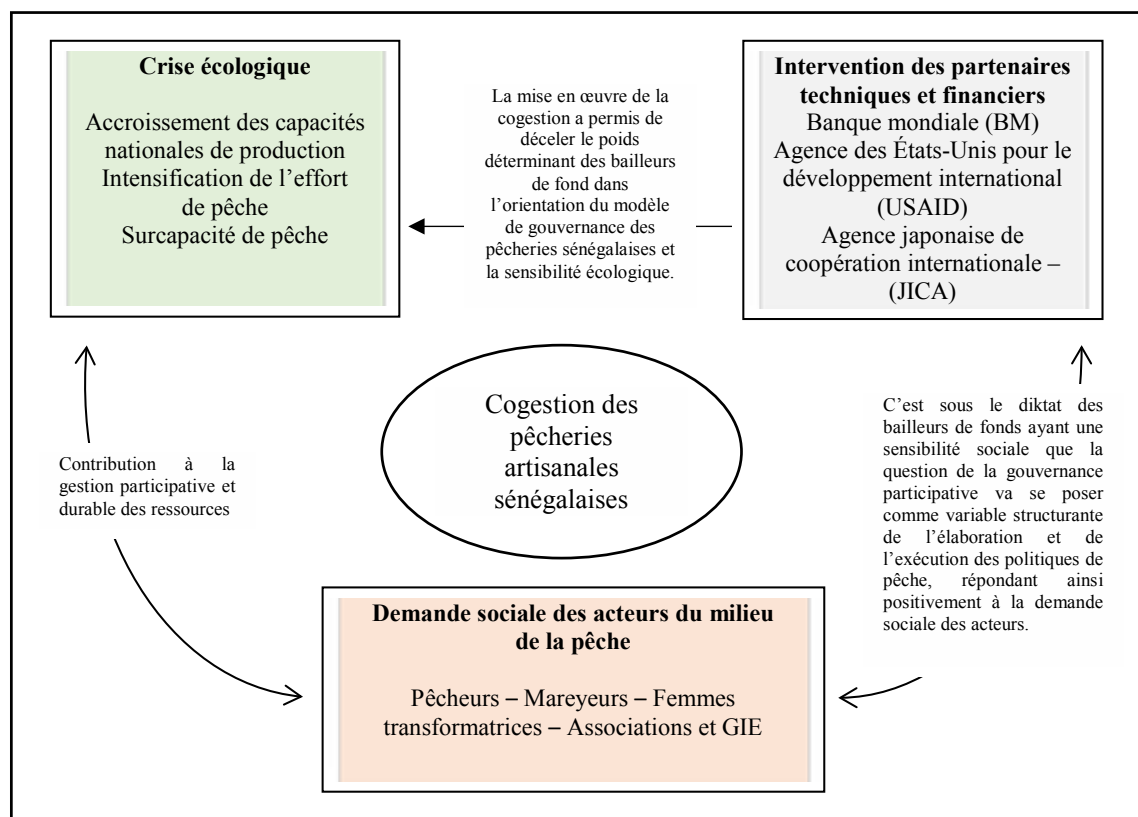 Crise écologique
Accroissement des capacités
nationales de production
Intensification de l’effort
de pêche
Surcapacité de pêche
La mise en œuvre de la
cogestion a permis de
déceler le poids
déterminant des bailleurs
de fond dans
l’orientation du modèle
de gouvernance des
pêcheries sénégalaises et
la sensibilité écologique.
Intervention des partenaires
techniques et financiers
Banque mondiale (BM)
Agence des États-Unis pour le
développement international
(USAID)
Agence japonaise de
coopération internationale –
(JICA)
Cogestion des
pêcheries
artisanales
sénégalaises
Contribution à la
gestion participative et
durable des ressources
C’est sous le diktat des
bailleurs de fonds ayant une
sensibilité sociale que la
question de la gouvernance
participative va se poser
comme variable structurante
de l’élaboration et de
l’exécution des politiques de
pêche, répondant ainsi
positivement à la demande
sociale des acteurs.
Demande sociale des acteurs du milieu
de la pêche
Pêcheurs – Mareyeurs – Femmes
transformatrices – Associations et GIE